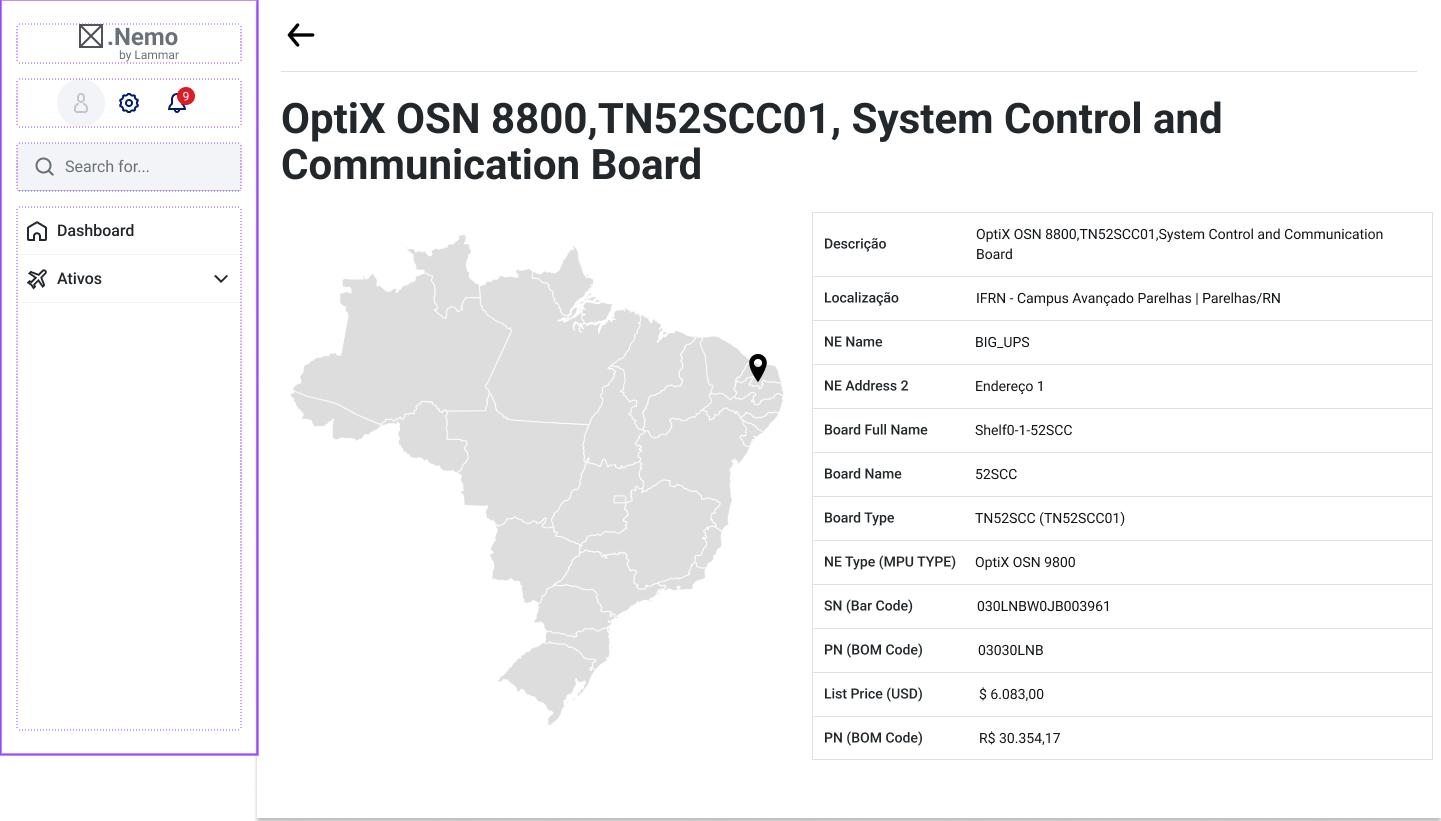 .Nemo
by Lammar
9
Search for...
Dashboard
Ativos
OptiX OSN 8800,TN52SCC01, System Control and
Communication Board
Descrição
OptiX OSN 8800,TN52SCC01,System Control and Communication
Board
Localização
IFRN - Campus Avançado Parelhas | Parelhas/RN
NE Name
BIG_UPS
NE Address 2
Endereço 1
Board Full Name
Shelf0-1-52SCC
Board Name
52SCC
Board Type
TN52SCC (TN52SCC01)
NE Type (MPU TYPE)
OptiX OSN 9800
SN (Bar Code)
030LNBW0JB003961
PN (BOM Code)
03030LNB
List Price (USD)
$ 6.083,00
PN (BOM Code)
R$ 30.354,17